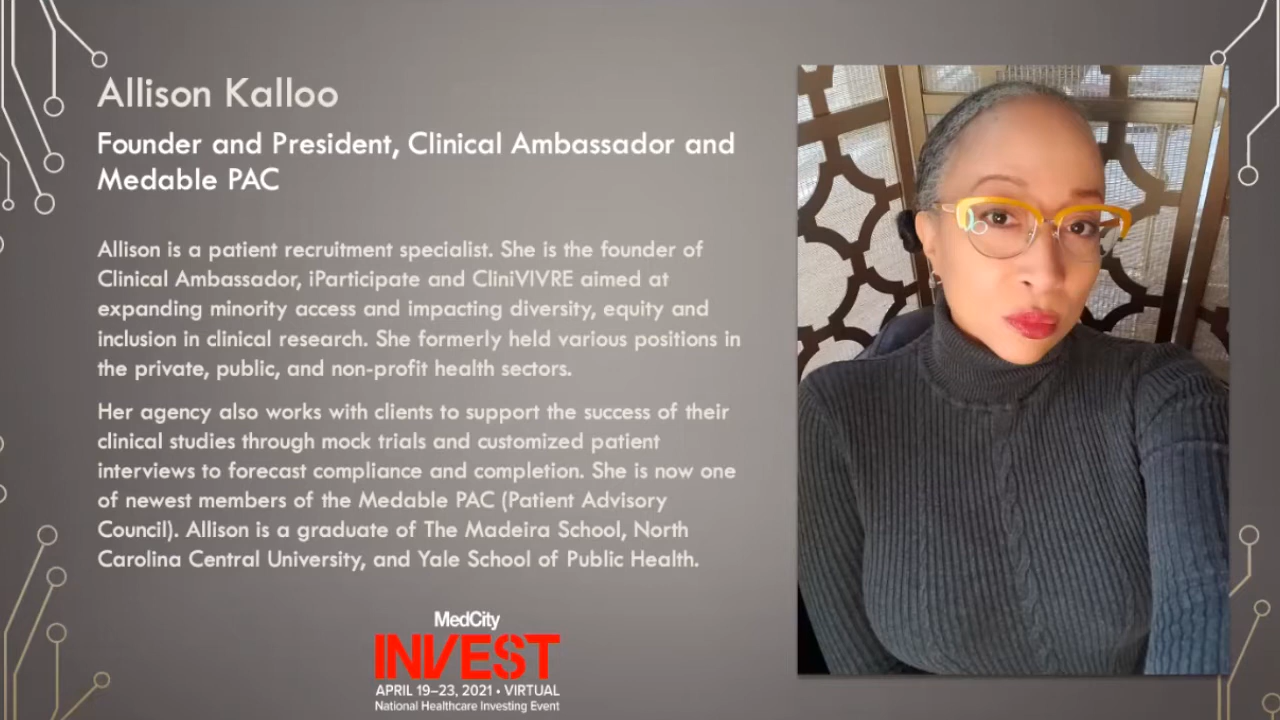 Allison Kalloo
Founder and President, Clinical Ambassador and
Medable PAC
Allison is a patient recruitment specialist. She is the founder of
Clinical Ambassador, iParticipate and CliniVIVRE aimed at
expanding minority access and impacting diversity, equity and
inclusion in clinical research. She formerly held various positions in
the private, public, and non-profit health sectors.
Her agency also works with clients to support the success of their
clinical studies through mock trials and customized patient
interviews to forecast compliance and completion. She is now one
of newest members of the Medable PAC (Patient Advisory
Council). Allison is a graduate of The Madeira School, North
Carolina Central University, and Yale School of Public Health.
MedCity
INVEST
APRIL 19–23, 2021 • VIRTUAL
National Healthcare Investing Event